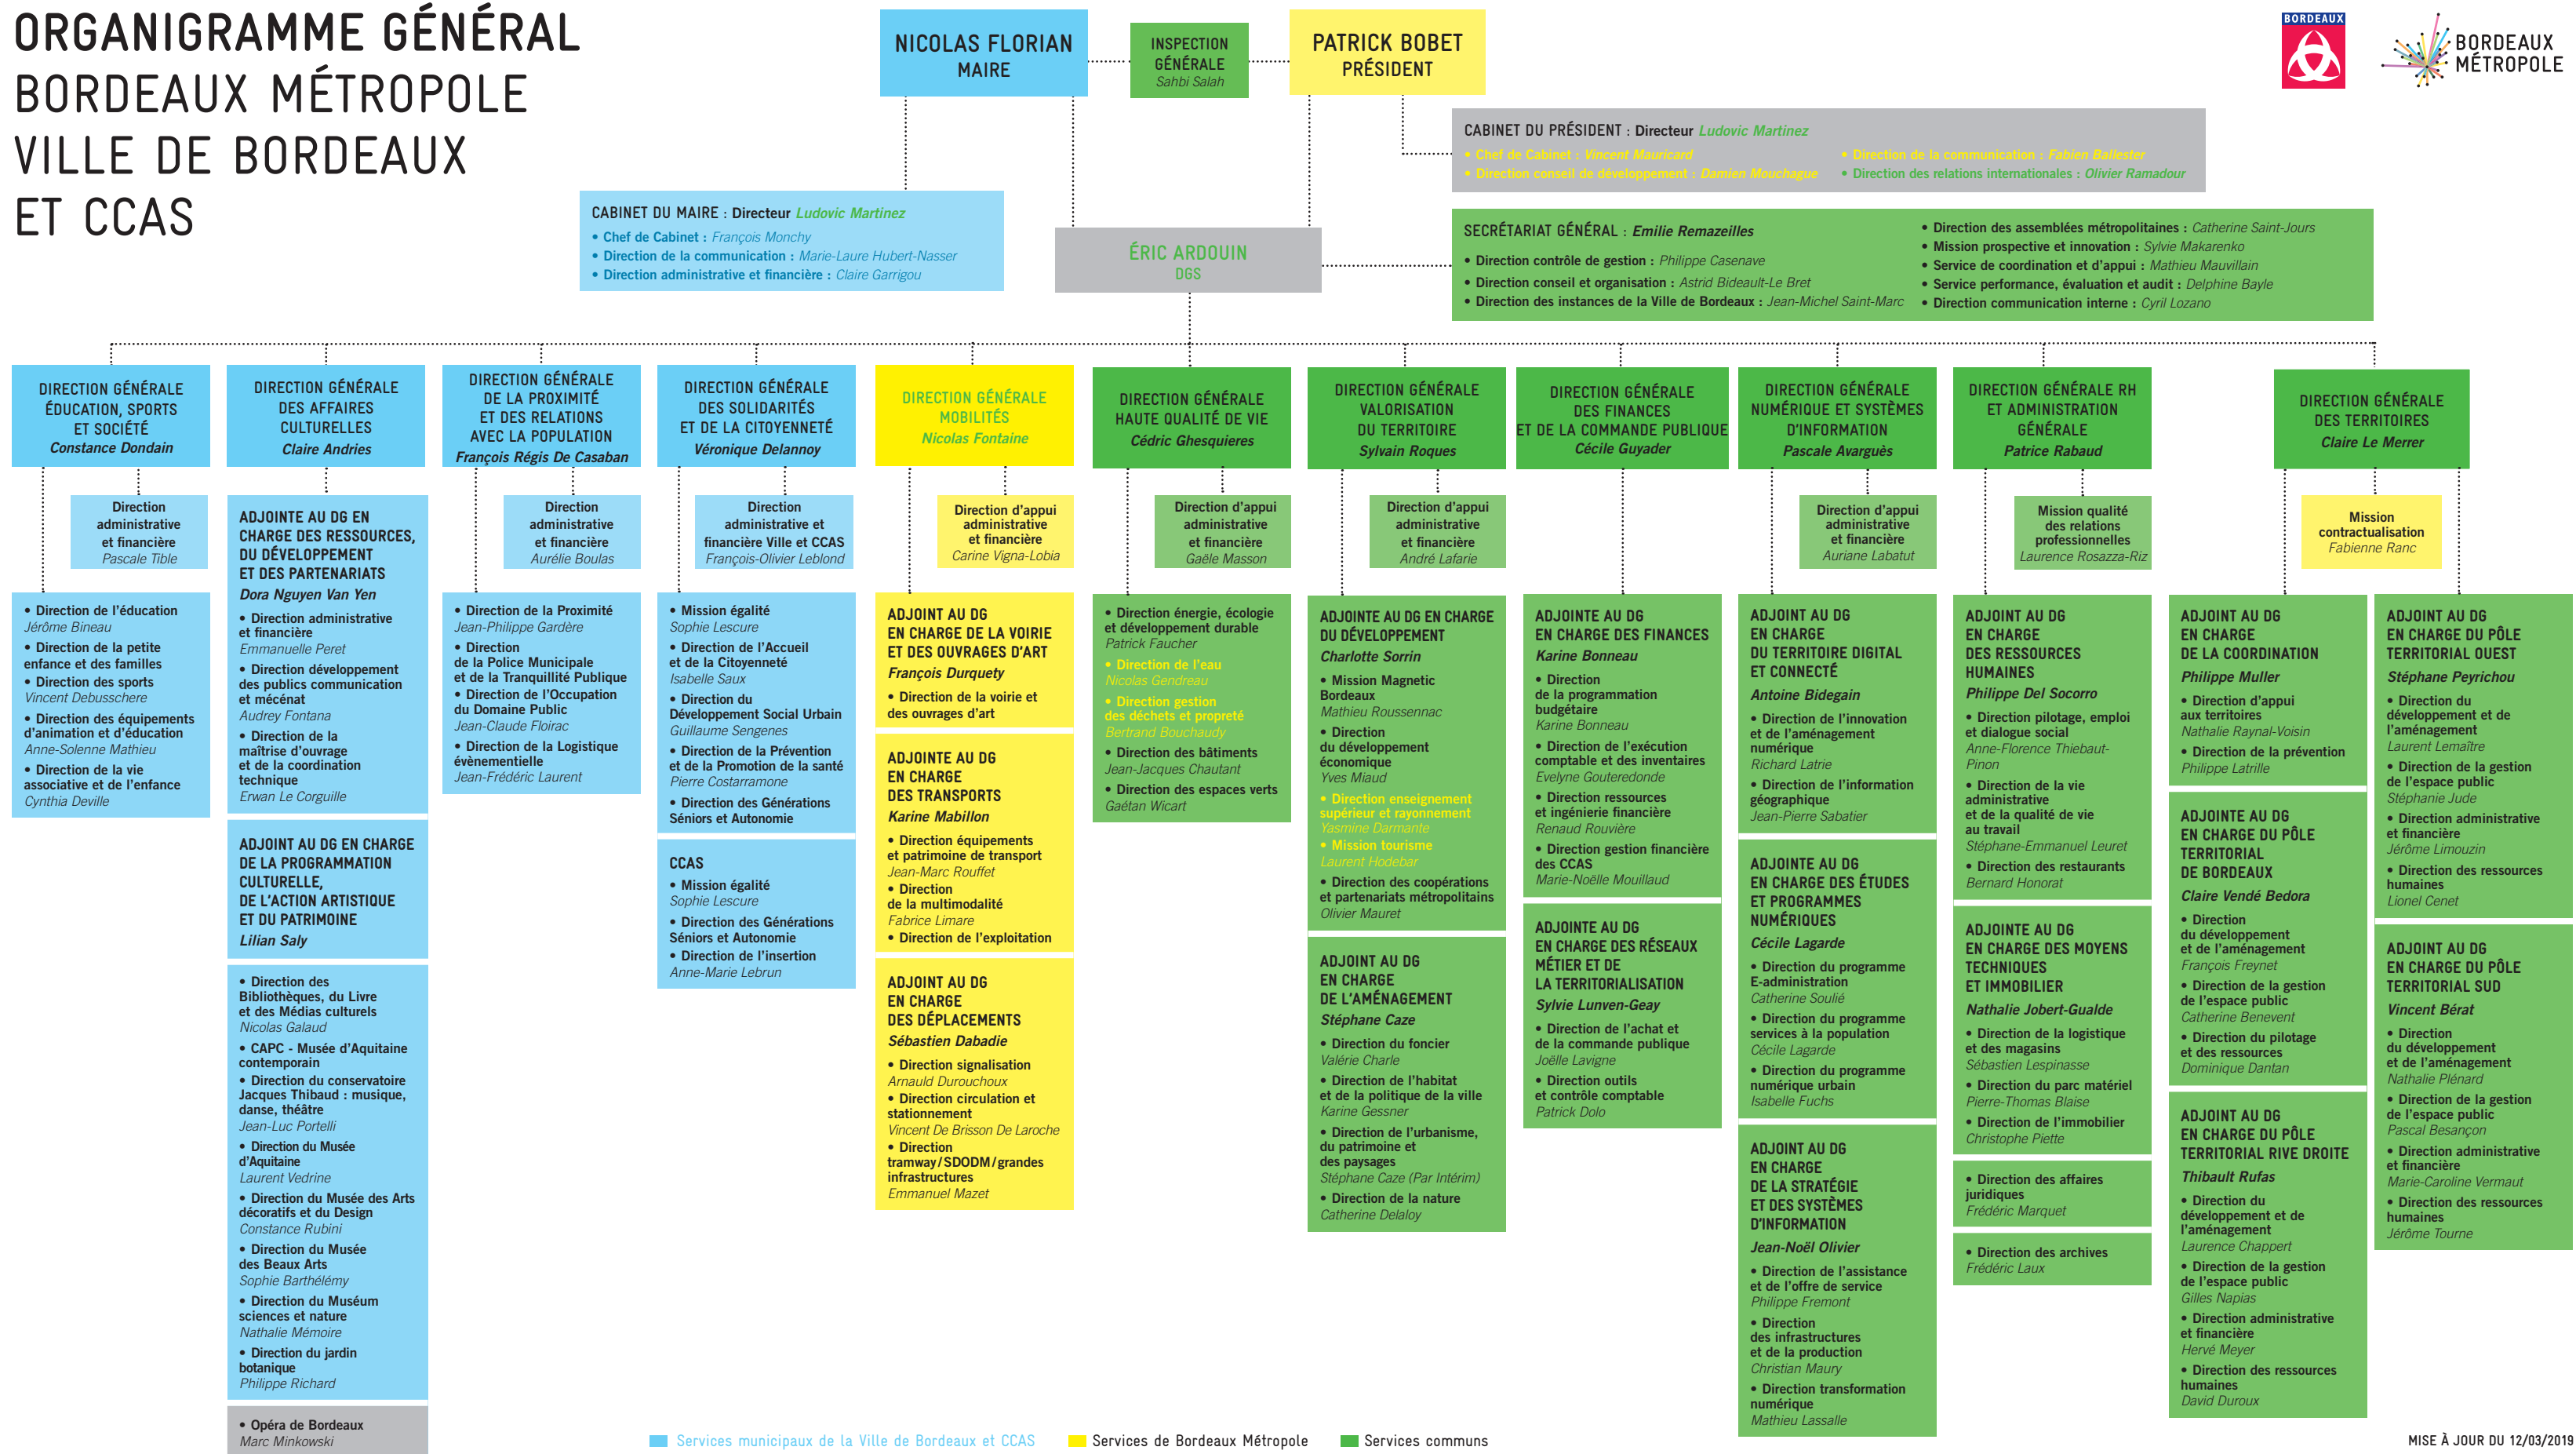 ORGANIGRAMME GÉNÉRAL
BORDEAUX MÉTROPOLE
VILLE DE BORDEAUX
ET CCAS
NICOLAS FLORIAN
MAIRE
INSPECTION
GÉNÉRALE
Sahbi Salah
PATRICK BOBET
PRÉSIDENT
BORDEAUX
BORDEAUX
MÉTROPOLE
CABINET DU PRÉSIDENT : Directeur Ludovic Martinez
• Chef de Cabinet : Vincent Mauricard
• Direction conseil de développement : Damien Mouchague
• Direction de la communication : Fabien Ballester
• Direction des relations internationales : Olivier Ramadour
CABINET DU MAIRE : Directeur Ludovic Martinez
• Chef de Cabinet : François Monchy
• Direction de la communication : Marie-Laure Hubert-Nasser
• Direction administrative et financière : Claire Garrigou
ÉRIC ARDOUIN
DGS
SECRÉTARIAT GÉNÉRAL : Emilie Remazeilles
• Direction contrôle de gestion : Philippe Casenave
• Direction conseil et organisation : Astrid Bideault-Le Bret
• Direction des instances de la Ville de Bordeaux : Jean-Michel Saint-Marc
• Direction des assemblées métropolitaines : Catherine Saint-Jours
• Mission prospective et innovation : Sylvie Makarenko
• Service de coordination et d'appui : Mathieu Mauvillain
• Service performance, évaluation et audit : Delphine Bayle
• Direction communication interne : Cyril Lozano
DIRECTION GÉNÉRALE
ÉDUCATION, SPORTS
ET SOCIÉTÉ
Constance Dondain
Direction
administrative
et financière
Pascale Tible
• Direction de l'éducation
Jérôme Bineau
• Direction de la petite
enfance et des familles
• Direction des sports
Vincent Debusschere
• Direction des équipements
d'animation et d'éducation
Anne-Solenne Mathieu
• Direction de la vie
associative et de l'enfance
Cynthia Deville
DIRECTION GÉNÉRALE
DES AFFAIRES
CULTURELLES
Claire Andries
ADJOINTE AU DG EN
CHARGE DES RESSOURCES,
DU DÉVELOPPEMENT
ET DES PARTENARIATS
Dora Nguyen Van Yen
• Direction administrative
et financière
Emmanuelle Peret
• Direction développement
des publics communication
et mécénat
Audrey Fontana
• Direction de la
maîtrise d'ouvrage
et de la coordination
technique
Erwan Le Corguille
ADJOINT AU DG EN CHARGE
DE LA PROGRAMMATION
CULTURELLE,
DE L'ACTION ARTISTIQUE
ET DU PATRIMOINE
Lilian Saly
• Direction des
Bibliothèques, du Livre
et des Médias culturels
Nicolas Galaud
• CAPC - Musée d'Aquitaine
contemporain
• Direction du conservatoire
Jacques Thibaud : musique,
danse, théâtre
Jean-Luc Portelli
• Direction du Musée
d'Aquitaine
Laurent Vedrine
• Direction du Musée des Arts
décoratifs et du Design
Constance Rubini
• Direction du Musée
des Beaux Arts
Sophie Barthélémy
• Direction du Muséum
sciences et nature
Nathalie Mémoire
• Direction du jardin
botanique
Philippe Richard
• Opéra de Bordeaux
Marc Minkowski
DIRECTION GÉNÉRALE
DE LA PROXIMITÉ
ET DES RELATIONS
AVEC LA POPULATION
François Régis De Casaban
Direction
administrative
et financière
Aurélie Boulas
• Direction de la Proximité
Jean-Philippe Gardère
• Direction
de la Police Municipale
et de la Tranquillité Publique
• Direction de l'Occupation
du Domaine Public
Jean-Claude Floirac
• Direction de la Logistique
évènementielle
Jean-Frédéric Laurent
DIRECTION GÉNÉRALE
DES SOLIDARITÉS
ET DE LA CITOYENNETÉ
Véronique Delannoy
Direction
administrative et
financière Ville et CCAS
François-Olivier Leblond
• Mission égalité
Sophie Lescure
• Direction de l'Accueil
et de la Citoyenneté
Isabelle Saux
• Direction du
Développement Social Urbain
Guillaume Sengenes
• Direction de la Prévention
et de la Promotion de la santé
Pierre Costarramone
• Direction des Générations
Séniors et Autonomie
CCAS
• Mission égalité
Sophie Lescure
• Direction des Générations
Séniors et Autonomie
• Direction de l'insertion
Anne-Marie Lebrun
DIRECTION GÉNÉRALE
MOBILITÉS
Nicolas Fontaine
Direction d'appui
administrative
et financière
Carine Vigna-Lobia
ADJOINT AU DG
EN CHARGE DE LA VOIRIE
ET DES OUVRAGES D'ART
François Durquety
• Direction de la voirie et
des ouvrages d'art
ADJOINTE AU DG
EN CHARGE
DES TRANSPORTS
Karine Mabillon
• Direction équipements
et patrimoine de transport
Jean-Marc Rouffet
• Direction
de la multimodalité
Fabrice Limare
• Direction de l'exploitation
ADJOINT AU DG
EN CHARGE
DES DÉPLACEMENTS
Sébastien Dabadie
• Direction signalisation
Arnauld Durouchoux
• Direction circulation et
stationnement
Vincent De Brisson De Laroche
• Direction
tramway/SDODM/grandes
infrastructures
Emmanuel Mazet
DIRECTION GÉNÉRALE
HAUTE QUALITÉ DE VIE
Cédric Ghesquieres
Direction d'appui
administrative
et financière
Gaële Masson
• Direction énergie, écologie
et développement durable
Patrick Faucher
• Direction de l'eau
Nicolas Gendreau
• Direction gestion
des déchets et propreté
Bertrand Bouchaudy
• Direction des bâtiments
Jean-Jacques Chautant
• Direction des espaces verts
Gaétan Wicart
DIRECTION GÉNÉRALE
VALORISATION
DU TERRITOIRE
Sylvain Roques
Direction d'appui
administrative
et financière
André Lafarie
ADJOINTE AU DG EN CHARGE
DU DÉVELOPPEMENT
Charlotte Sorrin
• Mission Magnetic
Bordeaux
Mathieu Roussennac
• Direction
du développement
économique
Yves Miaud
• Direction enseignement
supérieur et rayonnement
Yasmine Darmante
• Mission tourisme
Laurent Hodebar
• Direction des coopérations
et partenariats métropolitains
Olivier Mauret
ADJOINT AU DG
EN CHARGE
DE L'AMÉNAGEMENT
Stéphane Caze
• Direction du foncier
Valérie Charle
• Direction de l'habitat
et de la politique de la ville
Karine Gessner
• Direction de l'urbanisme,
du patrimoine et
des paysages
Stéphane Caze (Par Intérim)
• Direction de la nature
Catherine Delaloy
DIRECTION GÉNÉRALE
DES FINANCES
ET DE LA COMMANDE PUBLIQUE
Cécile Guyader
ADJOINTE AU DG
EN CHARGE DES FINANCES
Karine Bonneau
• Direction
de la programmation
budgétaire
Karine Bonneau
• Direction de l'exécution
comptable et des inventaires
Evelyne Gouteredonde
• Direction ressources
et ingénierie financière
Renaud Rouvière
• Direction gestion financière
des CCAS
Marie-Noëlle Mouillaud
ADJOINTE AU DG
EN CHARGE DES RÉSEAUX
MÉTIER ET DE
LA TERRITORIALISATION
Sylvie Lunven-Geay
• Direction de l'achat et
de la commande publique
Joëlle Lavigne
• Direction outils
et contrôle comptable
Patrick Dolo
DIRECTION GÉNÉRALE
NUMÉRIQUE ET SYSTÈMES
D'INFORMATION
Pascale Avarguès
Direction d'appui
administrative
et financière
Auriane Labatut
ADJOINT AU DG
EN CHARGE
DU TERRITOIRE DIGITAL
ET CONNECTÉ
Antoine Bidegain
• Direction de l'innovation
et de l'aménagement
numérique
Richard Latrie
• Direction de l'information
géographique
Jean-Pierre Sabatier
ADJOINTE AU DG
EN CHARGE DES ÉTUDES
ET PROGRAMMES
NUMÉRIQUES
Cécile Lagarde
• Direction du programme
E-administration
Catherine Soulié
• Direction du programme
services à la population
Cécile Lagarde
• Direction du programme
numérique urbain
Isabelle Fuchs
ADJOINT AU DG
EN CHARGE
DE LA STRATÉGIE
ET DES SYSTÈMES
D'INFORMATION
Jean-Noël Olivier
• Direction de l'assistance
et de l'offre de service
Philippe Fremont
• Direction
des infrastructures
et de la production
Christian Maury
• Direction transformation
numérique
Mathieu Lassalle
DIRECTION GÉNÉRALE RH
ET ADMINISTRATION
GÉNÉRALE
Patrice Rabaud
Mission qualité
des relations
professionnelles
Laurence Rosazza-Riz
ADJOINT AU DG
EN CHARGE
DES RESSOURCES
HUMAINES
Philippe Del Socorro
• Direction pilotage, emploi
et dialogue social
Anne-Florence Thiebaut-
Pinon
• Direction de la vie
administrative
et de la qualité de vie
au travail
Stéphane-Emmanuel Leuret
• Direction des restaurants
Bernard Honorat
ADJOINTE AU DG
EN CHARGE DES MOYENS
TECHNIQUES
ET IMMOBILIER
Nathalie Jobert-Gualde
• Direction de la logistique
et des magasins
Sébastien Lespinasse
• Direction du parc matériel
Pierre-Thomas Blaise
• Direction de l'immobilier
Christophe Piette
• Direction des affaires
juridiques
Frédéric Marquet
• Direction des archives
Frédéric Laux
DIRECTION GÉNÉRALE
DES TERRITOIRES
Claire Le Merrer
Mission
contractualisation
Fabienne Ranc
ADJOINT AU DG
EN CHARGE
DE LA COORDINATION
Philippe Muller
• Direction d'appui
aux territoires
Nathalie Raynal-Voisin
• Direction de la prévention
Philippe Latrille
ADJOINTE AU DG
EN CHARGE DU PÔLE
TERRITORIAL
DE BORDEAUX
Claire Vendé Bedora
• Direction
du développement
et de l'aménagement
François Freynet
• Direction de la gestion
de l'espace public
Catherine Benevent
• Direction du pilotage
et des ressources
Dominique Dantan
ADJOINT AU DG
EN CHARGE DU PÔLE
TERRITORIAL RIVE DROITE
Thibault Rufas
• Direction du
développement et de
l'aménagement
Laurence Chappert
• Direction de la gestion
de l'espace public
Gilles Napias
• Direction administrative
et financière
Hervé Meyer
• Direction des ressources
humaines
David Duroux
ADJOINT AU DG
EN CHARGE DU PÔLE
TERRITORIAL OUEST
Stéphane Peyrichou
• Direction du
développement et de
l'aménagement
Laurent Lemaître
• Direction de la gestion
de l'espace public
Stéphanie Jude
• Direction administrative
et financière
Jérôme Limouzin
• Direction des ressources
humaines
Lionel Cenet
ADJOINT AU DG
EN CHARGE DU PÔLE
TERRITORIAL SUD
Vincent Bérat
• Direction
du développement
et de l'aménagement
Nathalie Plénard
• Direction de la gestion
de l'espace public
Pascal Besançon
• Direction administrative
et financière
Marie-Caroline Vermaut
• Direction des ressources
humaines
Jérôme Tourne
Services municipaux de la Ville de Bordeaux et CCAS
Services de Bordeaux Métropole
Services communs
MISE À JOUR DU 12/03/2019